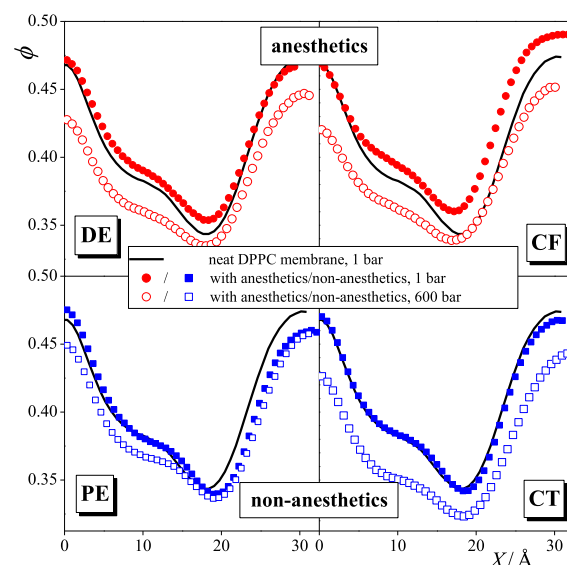 0.50
anesthetics
ϕ
0.45
0.40
0.35
DE
CF
neat DPPC membrane, 1 bar
/ with anesthetics/non-anesthetics, 1 bar
/ with anesthetics/non-anesthetics, 600 bar
0.50
0.45
0.40
0.35
PE
non-anesthetics
CT
0 10 20 30 0 10 20 30
X / Å